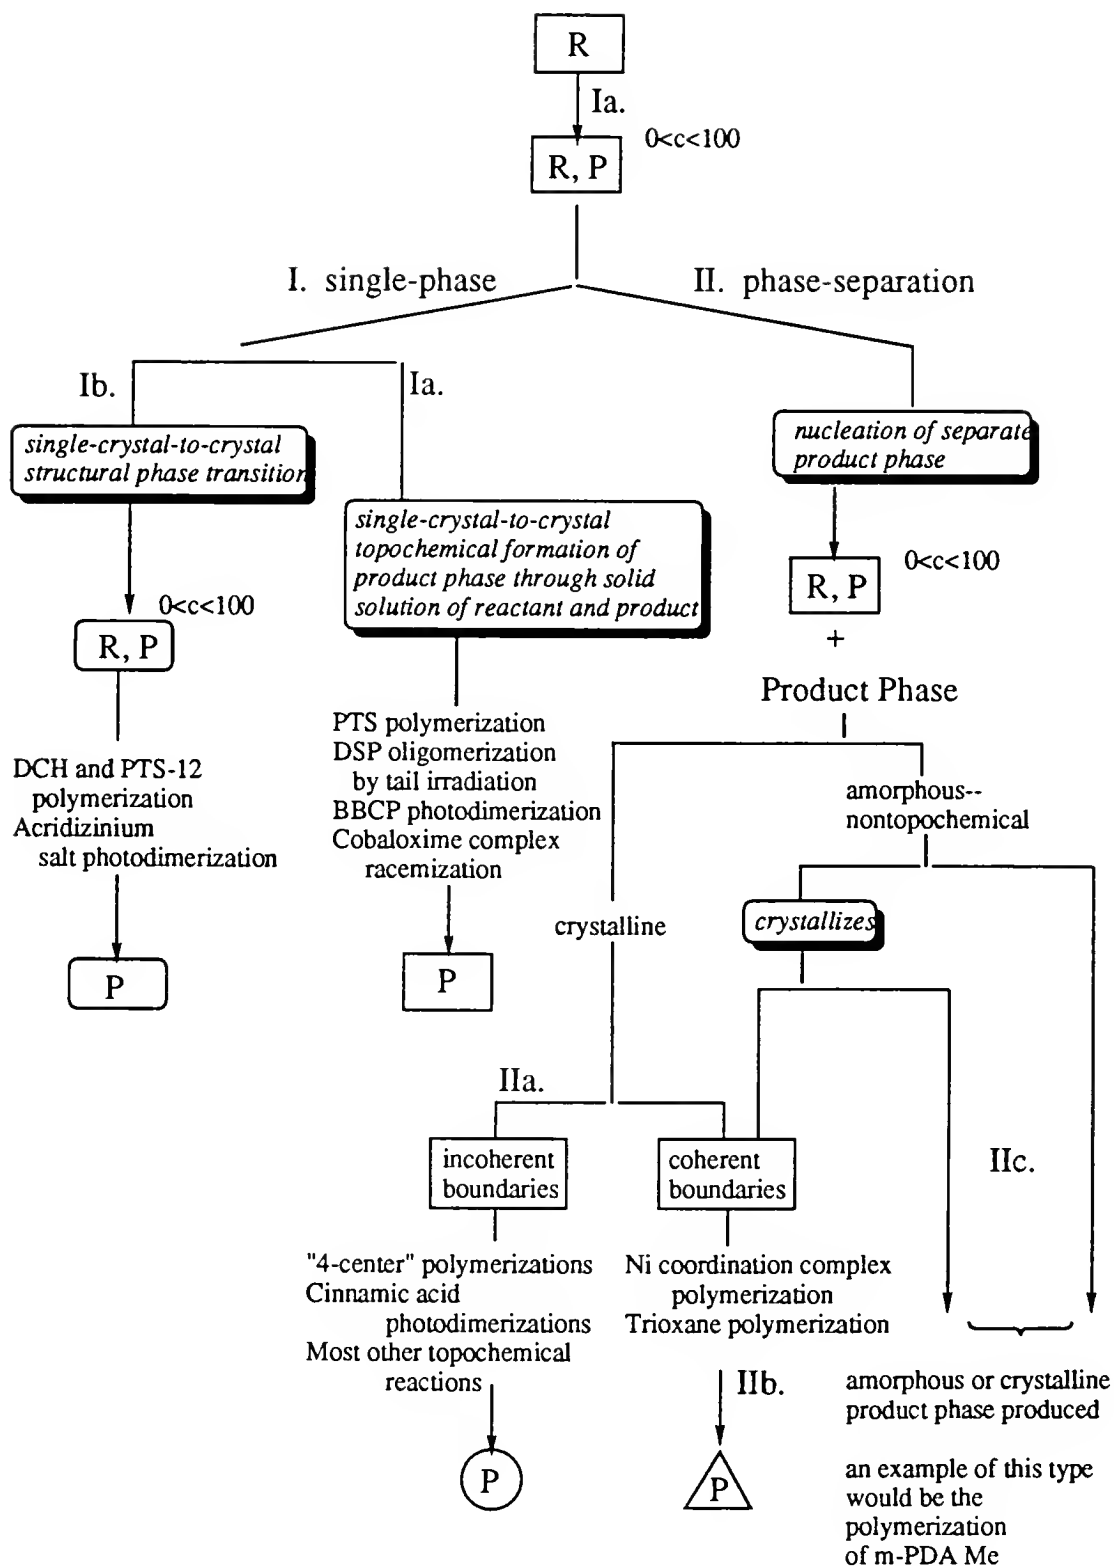 R
Ia.
0<c<100
R, P
I. single-phase
II. phase-separation
Ib.
Ia.
single-crystal-to-crystal
structural phase transition
nucleation of separate
product phase
single-crystal-to-crystal
topochemical formation of
product phase through solid
solution of reactant and product
0<c<100
R, P
0<c<100
R, P
+
Product Phase
PTS polymerization
DSP oligomerization
by tail irradiation
BBCP photodimerization
Cobaloxime complex
racemization
DCH and PTS-12
polymerization
Acridizinium
salt photodimerization
amorphous--
nontopochemical
crystalline
crystallizes
P
P
IIa.
incoherent
boundaries
coherent
boundaries
IIc.
"4-center" polymerizations
Cinnamic acid
photodimerizations
Most other topochemical
reactions
Ni coordination complex
polymerization
Trioxane polymerization
IIb.
P
P
amorphous or crystalline
product phase produced
an example of this type
would be the
polymerization
of m-PDA Me